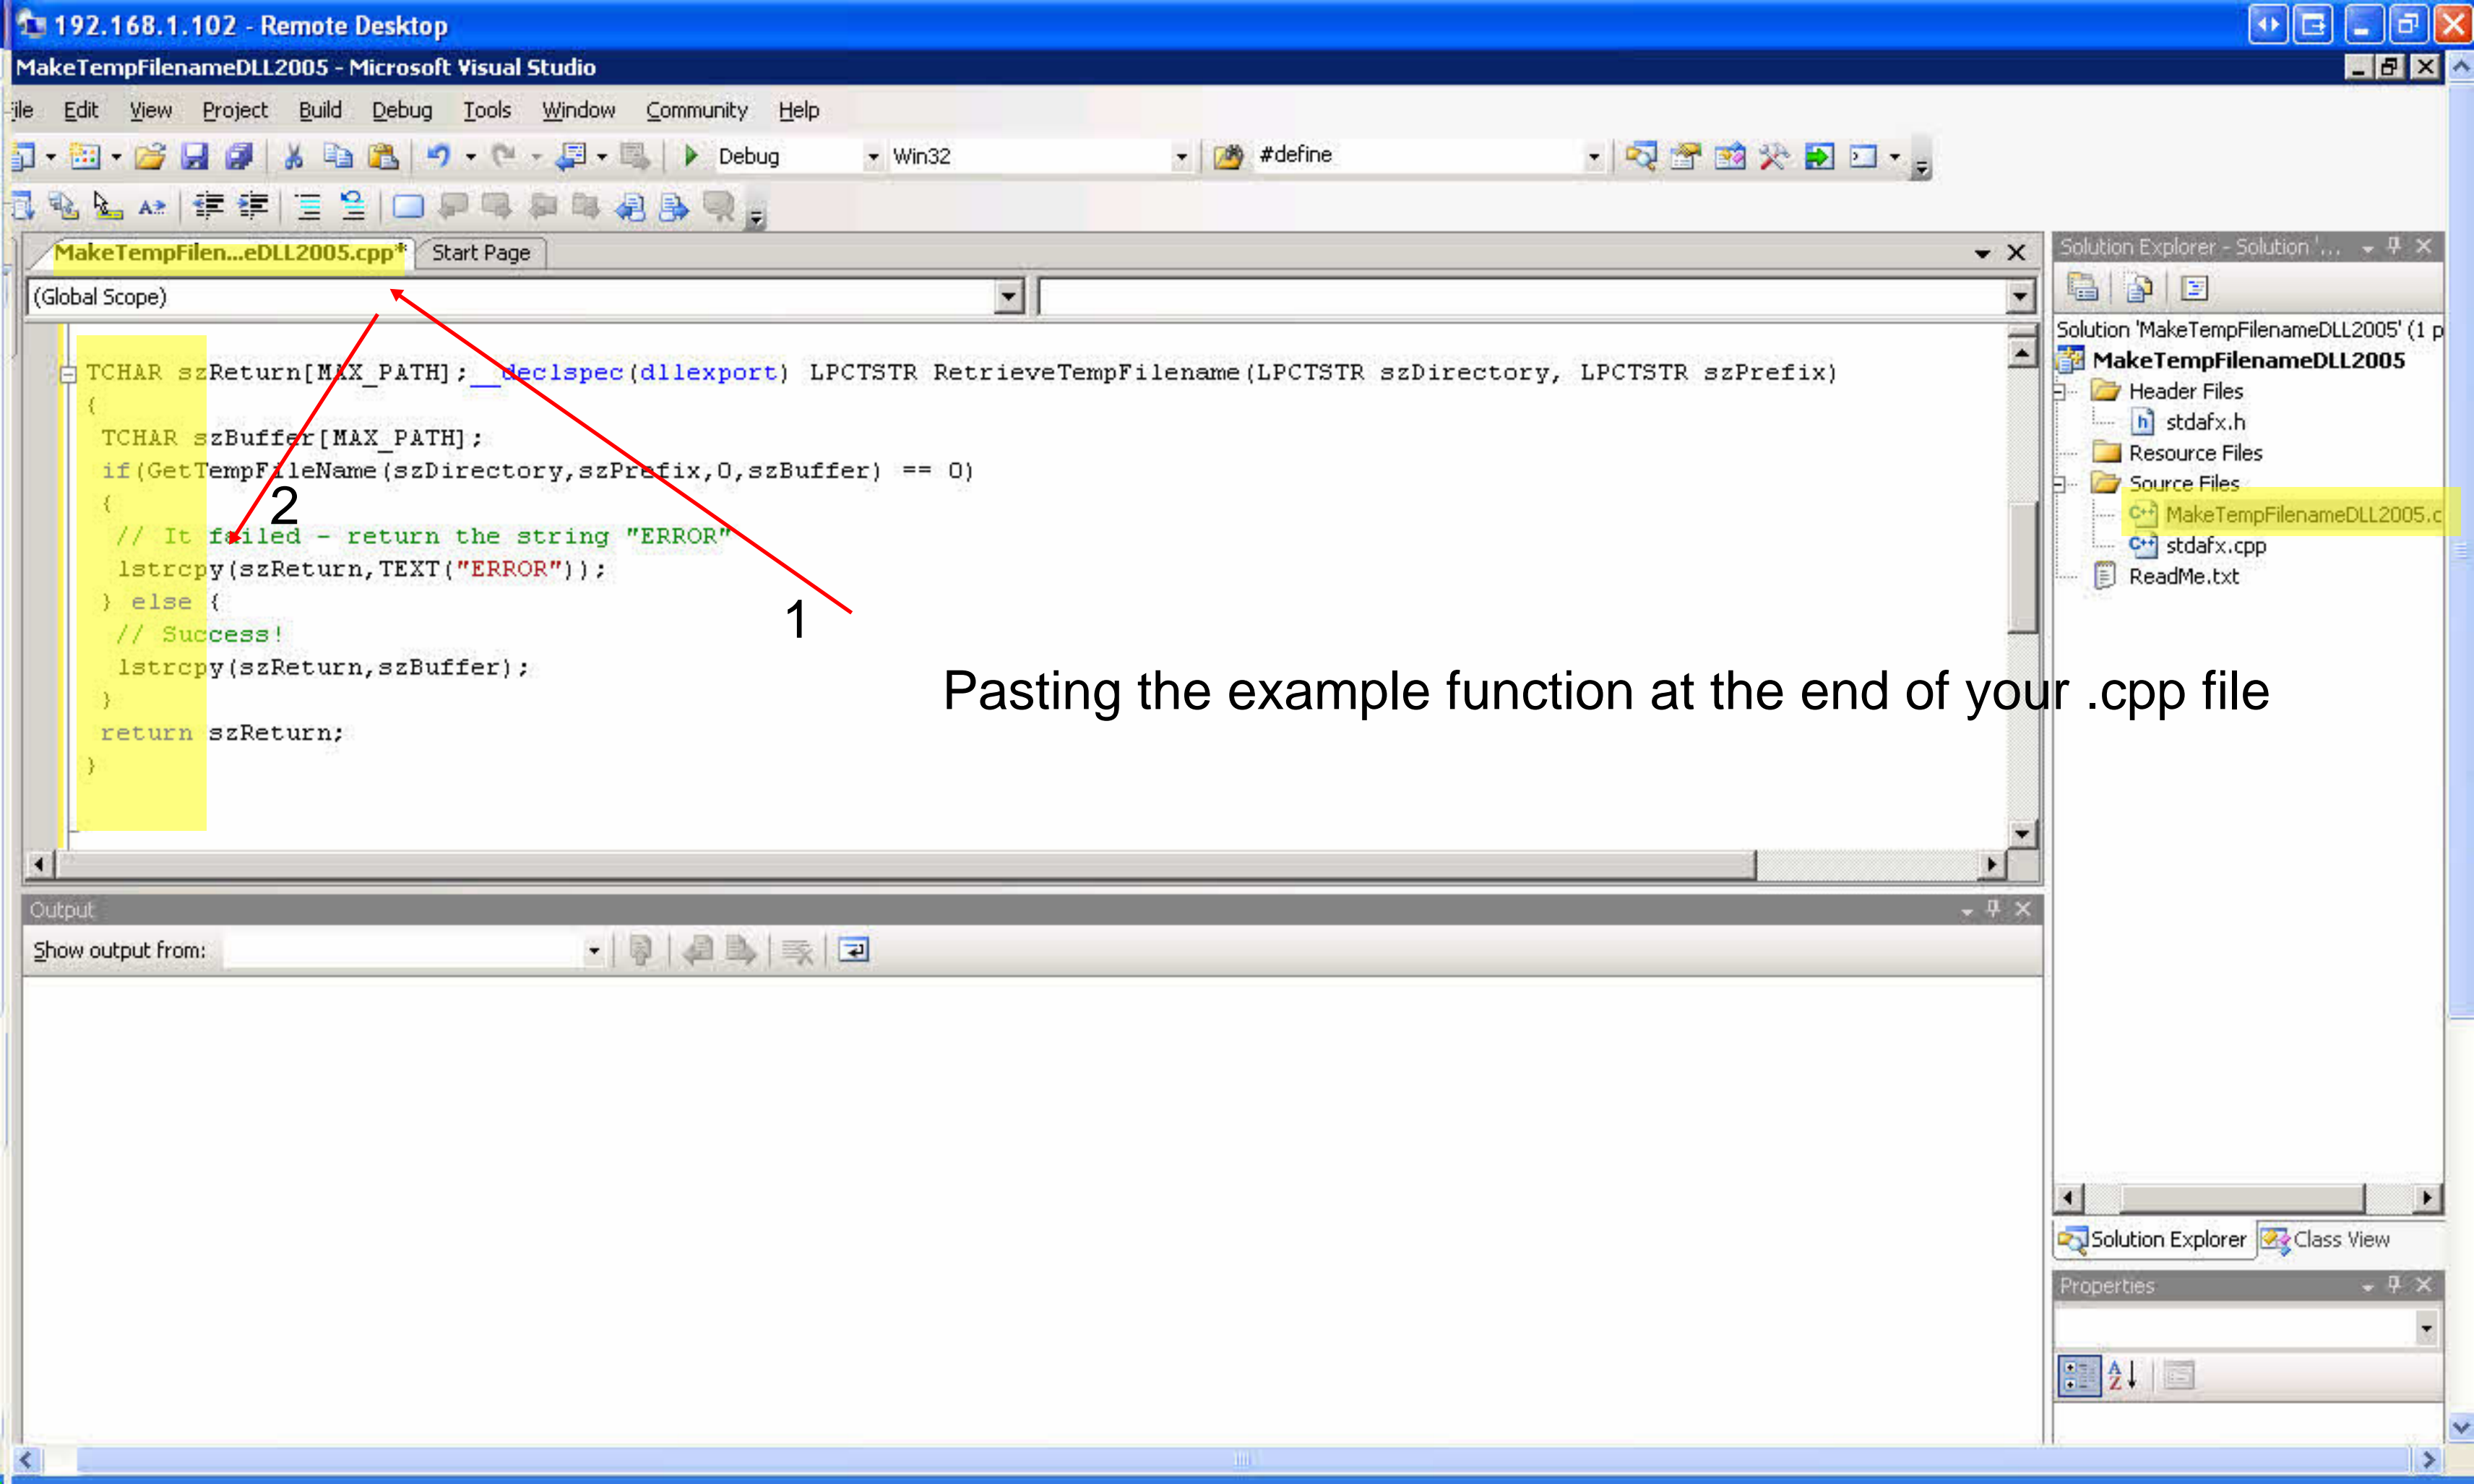 192.168.1.102 - Remote Desktop
MakeTempFilenameDLL2005 - Microsoft Visual Studio
File Edit View Project Build Debug Tools Window Community Help
Debug Win32 #define
MakeTempFilen...eDLL2005.cpp* Start Page
(Global Scope)
TCHAR szReturn[MAX_PATH];__declspec(dllexport) LPCTSTR RetrieveTempFilename(LPCTSTR szDirectory, LPCTSTR szPrefix)
{
TCHAR szBuffer[MAX_PATH];
if(GetTempFileName(szDirectory,szPrefix,0,szBuffer) == 0)
{
// It failed - return the string "ERROR"
lstrcpy(szReturn,TEXT("ERROR"));
} else {
// Success!
lstrcpy(szReturn,szBuffer);
}
return szReturn;
}
2
1
Pasting the example function at the end of your .cpp file
Output
Show output from:
Solution Explorer - Solution '...
Solution 'MakeTempFilenameDLL2005' (1 p
MakeTempFilenameDLL2005
Header Files
stdafx.h
Resource Files
Source Files
MakeTempFilenameDLL2005.c
stdafx.cpp
ReadMe.txt
Solution Explorer Class View
Properties